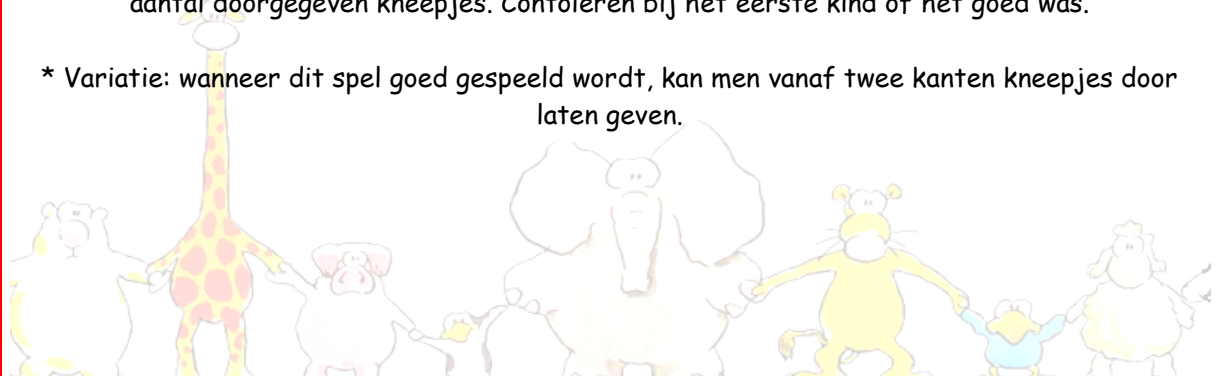 aantal doorgegeven kneepjes. Contoleren bij het eerste kind of het goed was.
* Variatie: wanneer dit spel goed gespeeld wordt, kan men vanaf twee kanten kneepjes door
laten geven.